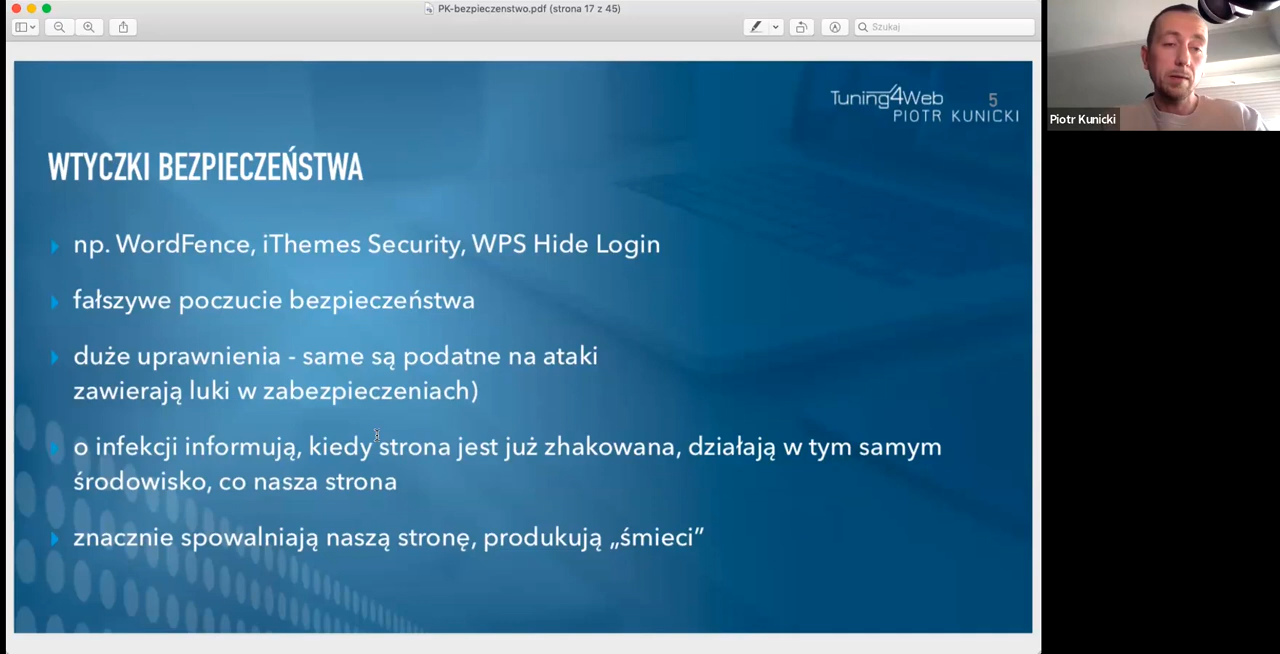 PK-bezpieczenstwo.pdf (strona 17 z 45)
Szukaj
Piotr Kunicki
Tuning4Web 5
PIOTR KUNICKI
WTYCZKI BEZPIECZEŃSTWA
np. WordFence, iThemes Security, WPS Hide Login
fałszywe poczucie bezpieczeństwa
duże uprawnienia - same są podatne na ataki
zawierają luki w zabezpieczeniach)
o infekcji informują, kiedy strona jest już zhakowana, działają w tym samym
środowisko, co nasza strona
znacznie spowalniają naszą stronę, produkują „śmieci”